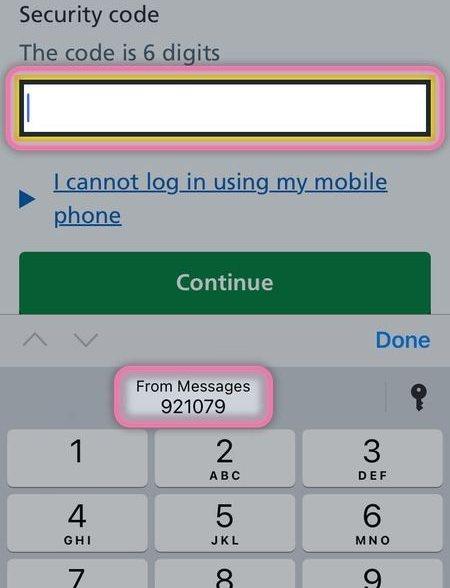 Security code
The code is 6 digits
I cannot log in using my mobile
phone
Continue
Done
From Messages
921079
1
2
ABC
3
DEF
4
GHI
5
JKL
6
MNO
7
8
9